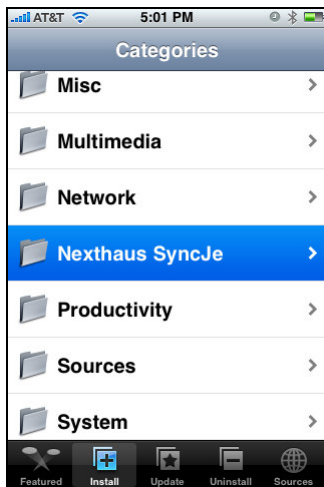 AT&T 5:01 PM
Categories
Misc
Multimedia
Network
Nexthaus SyncJe
Productivity
Sources
System
Featured Install Update Uninstall Sources